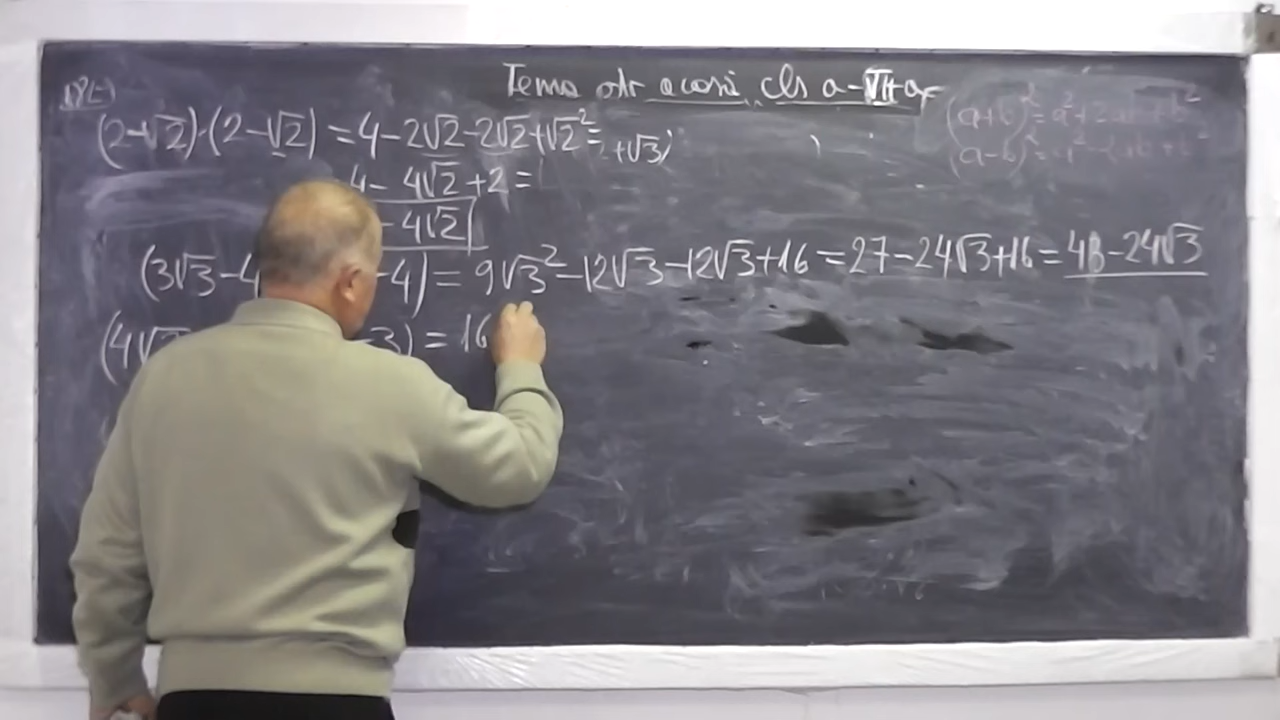 Tema acasă cls a-VII-a
(a+b)²=a²+2ab+b²
(2-√2)·(2-√2)=4-2√2-2√2+√2²= +√3)
(a-b)²=a²-2ab+b²
4-4√2+2=
-4√2
(3√3-4 -4)=9√3²-12√3-12√3+16=27-24√3+16=43-24√3
(4√ -3)=16